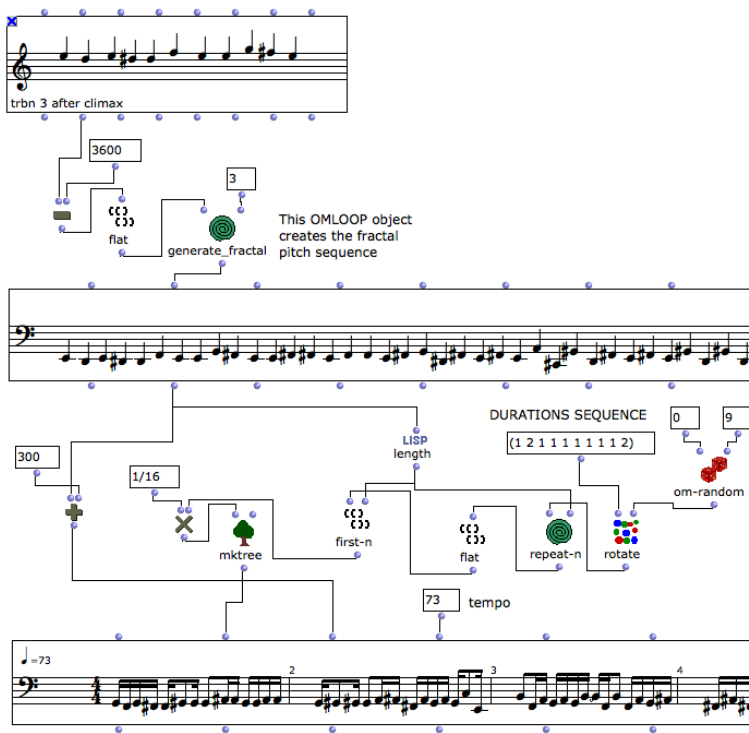 trbn 3 after climax
3600
3
flat
generate_fractal
This OMLOOP object
creates the fractal
pitch sequence
DURATIONS SEQUENCE
0
9
LISP
length
(1 2 1 1 1 1 1 1 1 2)
300
1/16
om-random
mktree
first-n
flat
repeat-n
rotate
73
tempo
=73
2
3
4
4
4